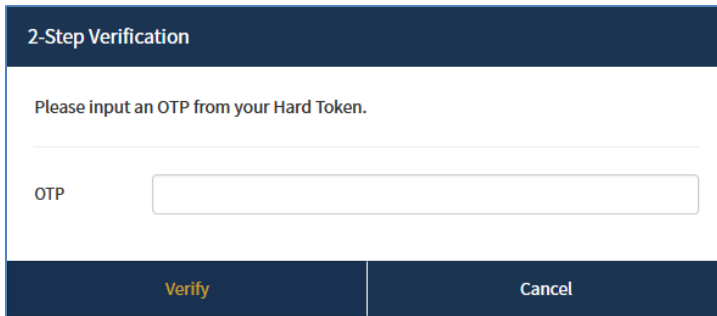 2-Step Verification
Please input an OTP from your Hard Token.
OTP
Verify
Cancel